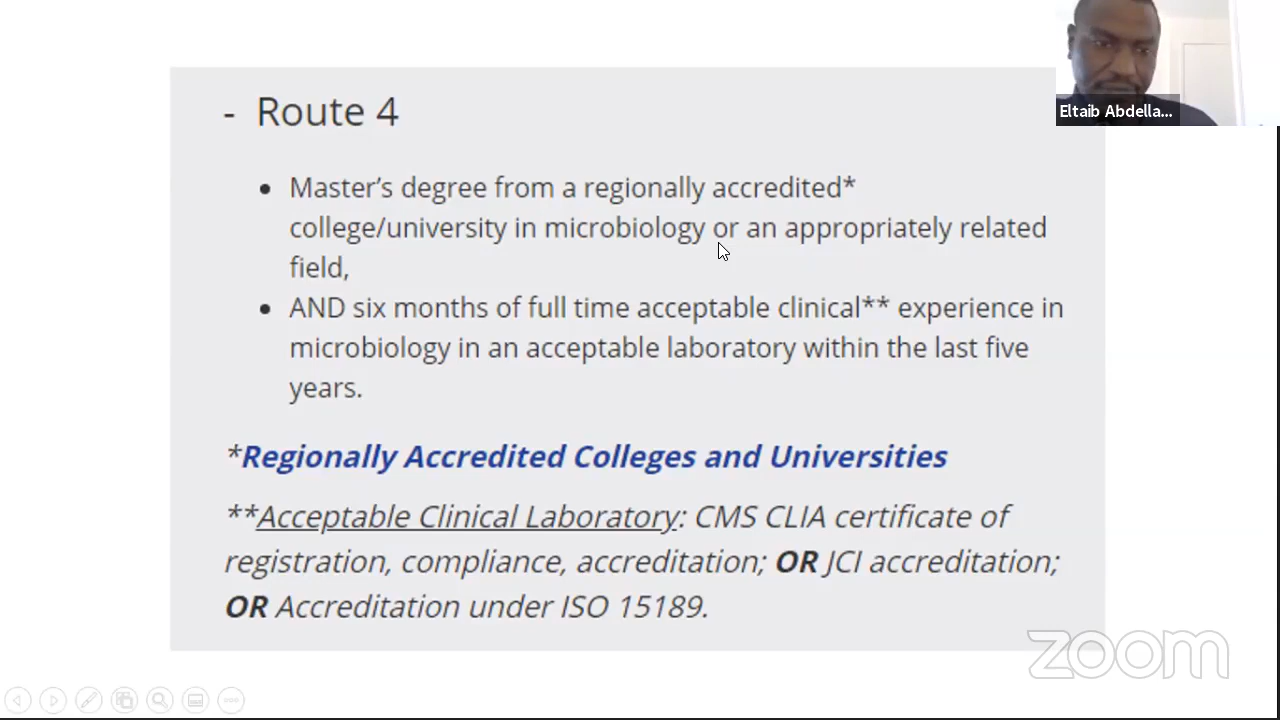 - Route 4
• Master’s degree from a regionally accredited*
college/university in microbiology or an appropriately related
field,
• AND six months of full time acceptable clinical** experience in
microbiology in an acceptable laboratory within the last five
years.
*Regionally Accredited Colleges and Universities
**Acceptable Clinical Laboratory: CMS CLIA certificate of
registration, compliance, accreditation; OR JCI accreditation;
OR Accreditation under ISO 15189.
Eltaib Abdella...
zoom